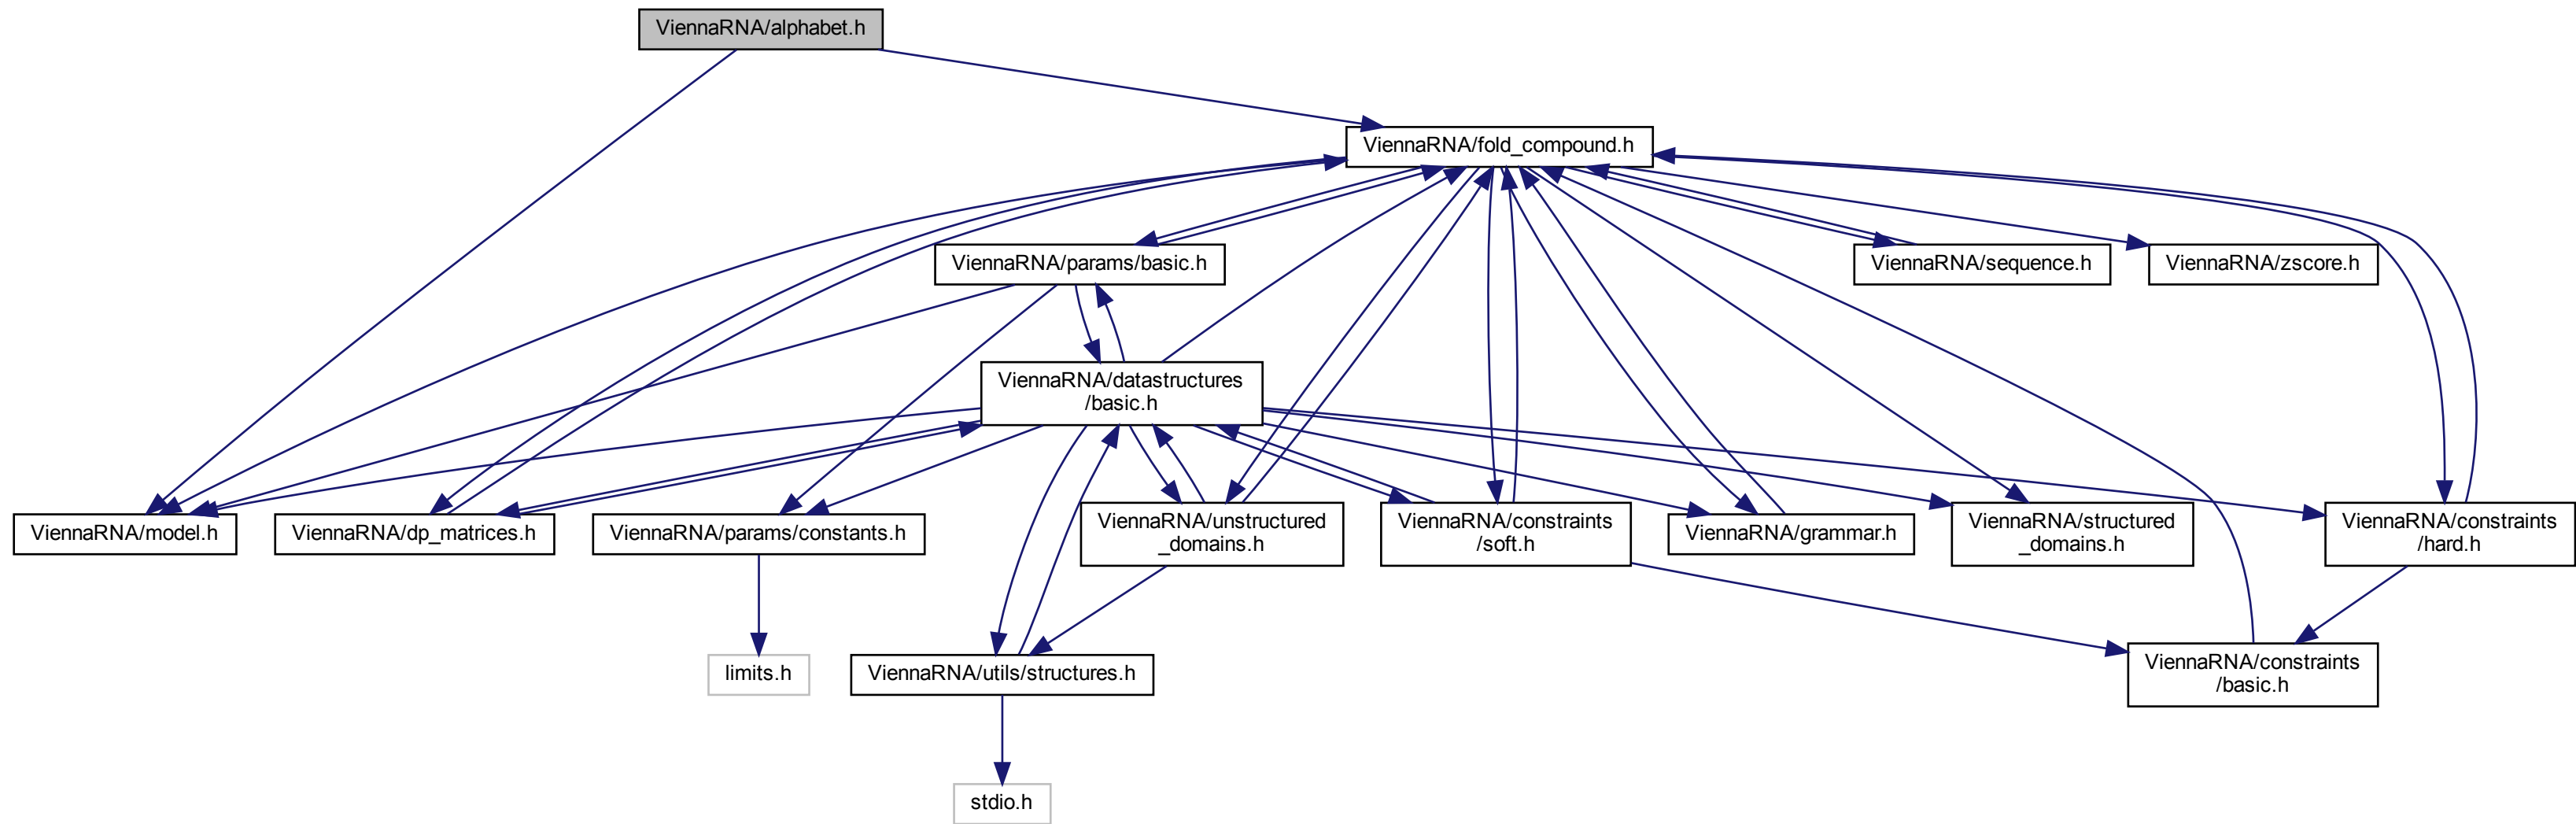 ViennaRNA/alphabet.h
ViennaRNA/fold_compound.h
ViennaRNA/params/basic.h
ViennaRNA/sequence.h
ViennaRNA/zscore.h
ViennaRNA/datastructures
/basic.h
ViennaRNA/model.h
ViennaRNA/dp_matrices.h
ViennaRNA/params/constants.h
ViennaRNA/unstructured
_domains.h
ViennaRNA/constraints
/soft.h
ViennaRNA/grammar.h
ViennaRNA/structured
_domains.h
ViennaRNA/constraints
/hard.h
limits.h
ViennaRNA/utils/structures.h
ViennaRNA/constraints
/basic.h
stdio.h